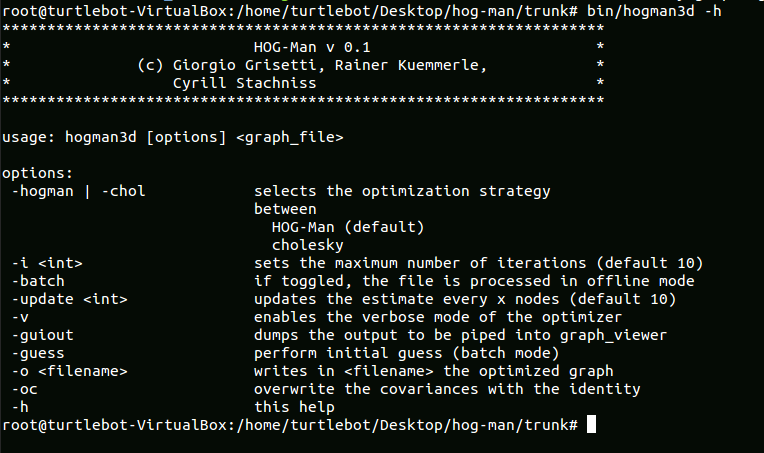 root@turtlebot-VirtualBox:/home/turtlebot/Desktop/hog-man/trunk# bin/hogman3d -h
*******************************************************************
*                           HOG-Man v 0.1                         *
*              (c) Giorgio Grisetti, Rainer Kuemmerle,            *
*                  Cyrill Stachniss                               *
*******************************************************************
usage: hogman3d [options] <graph_file>
options:
 -hogman | -chol            selects the optimization strategy
                            between
                              HOG-Man (default)
                              cholesky
 -i <int>                   sets the maximum number of iterations (default 10)
 -batch                     if toggled, the file is processed in offline mode
 -update <int>              updates the estimate every x nodes (default 10)
 -v                         enables the verbose mode of the optimizer
 -guiout                    dumps the output to be piped into graph_viewer
 -guess                     perform initial guess (batch mode)
 -o <filename>              writes in <filename> the optimized graph
 -oc                        overwrite the covariances with the identity
 -h                         this help
root@turtlebot-VirtualBox:/home/turtlebot/Desktop/hog-man/trunk#